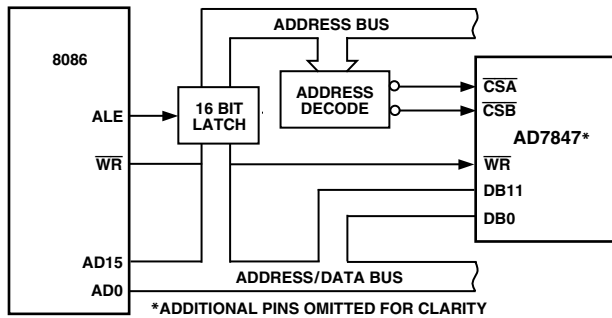 ADDRESS BUS
8086
ADDRESS
DECODE
CSA
CSB
ALE
16 BIT
LATCH
AD7847*
WR
WR
DB11
DB0
AD15
ADDRESS/DATA BUS
AD0
*ADDITIONAL PINS OMITTED FOR CLARITY